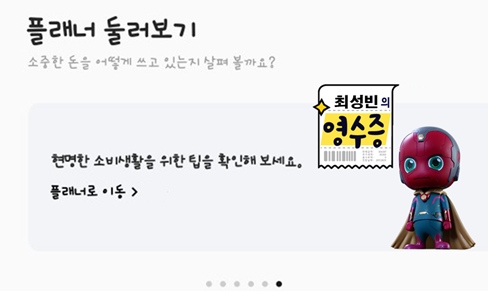 플래너 둘러보기
소중한 돈을 어떻게 쓰고 있는지 살펴 볼까요?
최성빈의
영수증
현명한 소비생활을 위한 팁을 확인해 보세요.
플래너로 이동 >